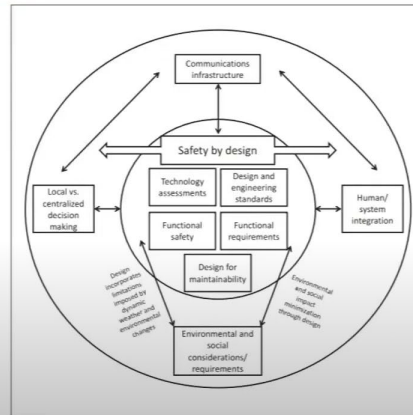 Communications
infrastructure
Safety by design
Technology
assessments
Design and
engineering
standards
Local vs.
centralized
decision
making
Human/
system
integration
Functional
safety
Functional
requirements
Design for
maintainability
Design
incorporates
limitations
imposed by
dynamic
weather and
environmental
changes
Environmental
and social
impact
minimization
through design
Environmental and
social
considerations/
requirements